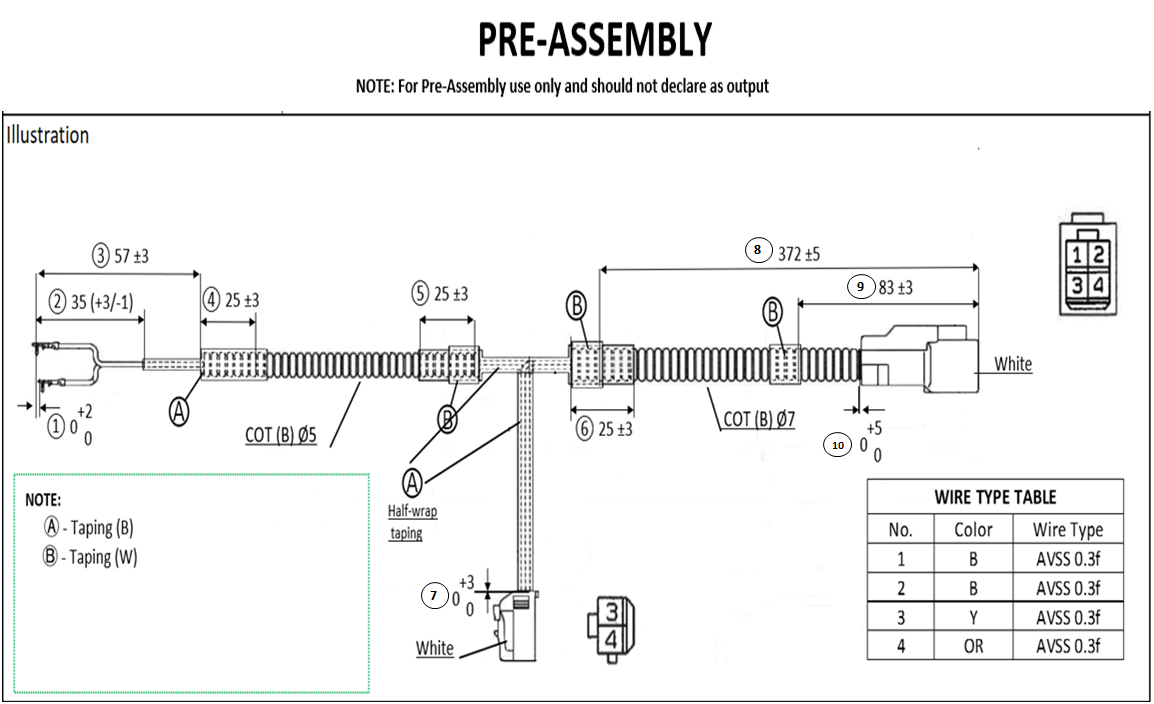 PRE-ASSEMBLY
NOTE: For Pre-Assembly use only and should not declare as output
Illustration
③ 57 ±3
② 35 (+3/-1)
④ 25 ±3
⑤ 25 ±3
⑧ 372 ±5
⑨ 83 ±3
1 2
3 4
Ⓑ
Ⓑ
White
① 0 +2 0
Ⓐ
COT (B) Ø5
Ⓑ
⑥ 25 ±3
COT (B) Ø7
⑩ 0 +5 0
Ⓐ
Half-wrap
taping
NOTE:
Ⓐ - Taping (B)
Ⓑ - Taping (W)
⑦ 0 +3 0
White
3
4
WIRE TYPE TABLE
No. Color Wire Type
1 B AVSS 0.3f
2 B AVSS 0.3f
3 Y AVSS 0.3f
4 OR AVSS 0.3f